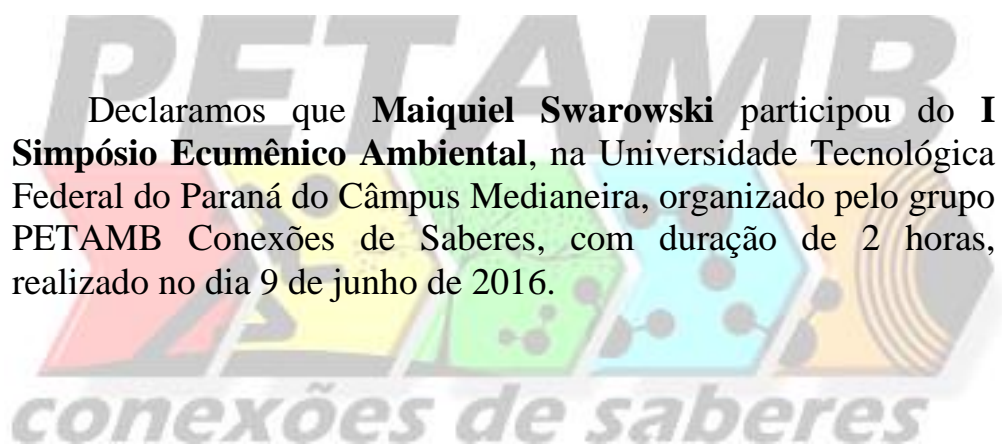 PETAMB
Declaramos que Maiquiel Swarowski participou do I
Simpósio Ecumênico Ambiental, na Universidade Tecnológica
Federal do Paraná do Câmpus Medianeira, organizado pelo grupo
PETAMB Conexões de Saberes, com duração de 2 horas,
realizado no dia 9 de junho de 2016.
conexões de saberes